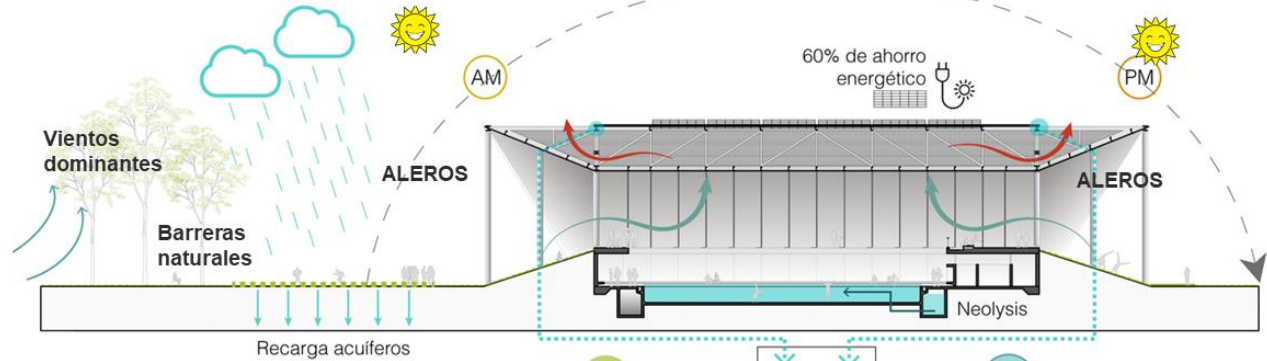 60% de ahorro
energético
AM
PM
Vientos
dominantes
ALEROS
ALEROS
Barreras
naturales
Neolysis
Recarga acuíferos